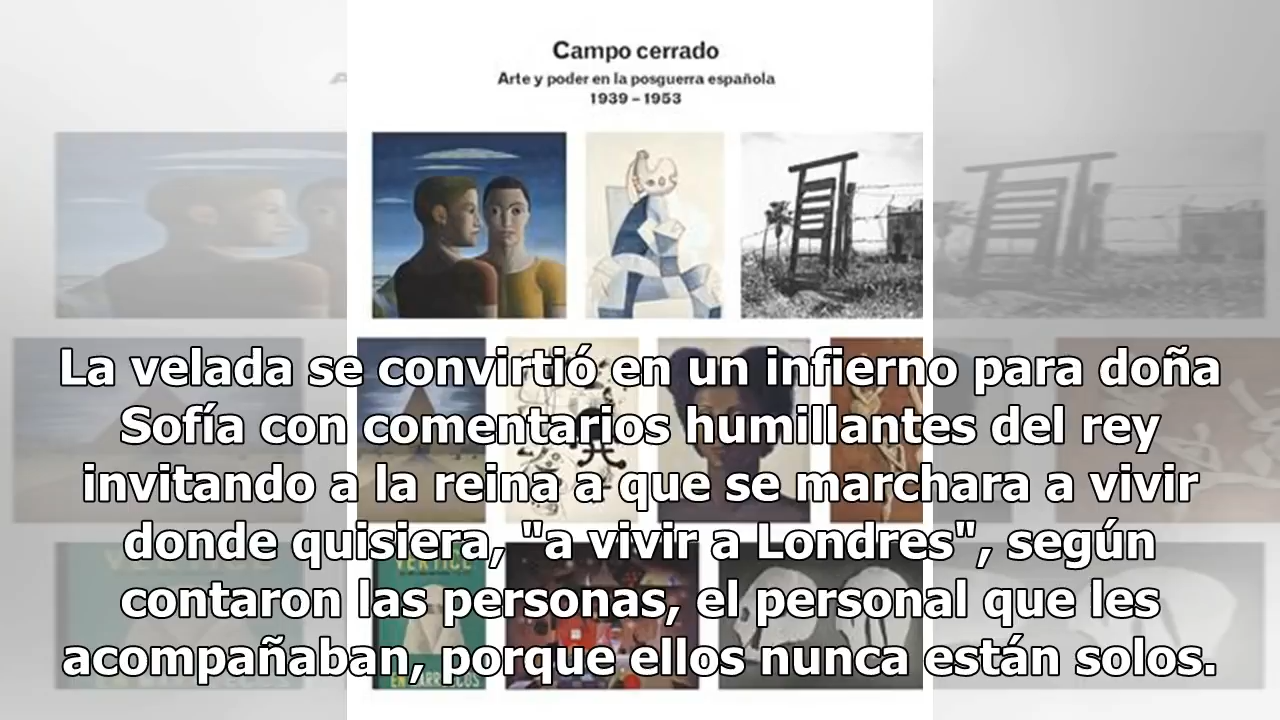 Campo cerrado
Arte y poder en la posguerra española
1939 – 1953
La velada se convirtió en un infierno para doña
Sofía con comentarios humillantes del rey
invitando a la reina a que se marchara a vivir
donde quisiera, "a vivir a Londres", según
contaron las personas, el personal que les
acompañaban, porque ellos nunca están solos.
VERTICE